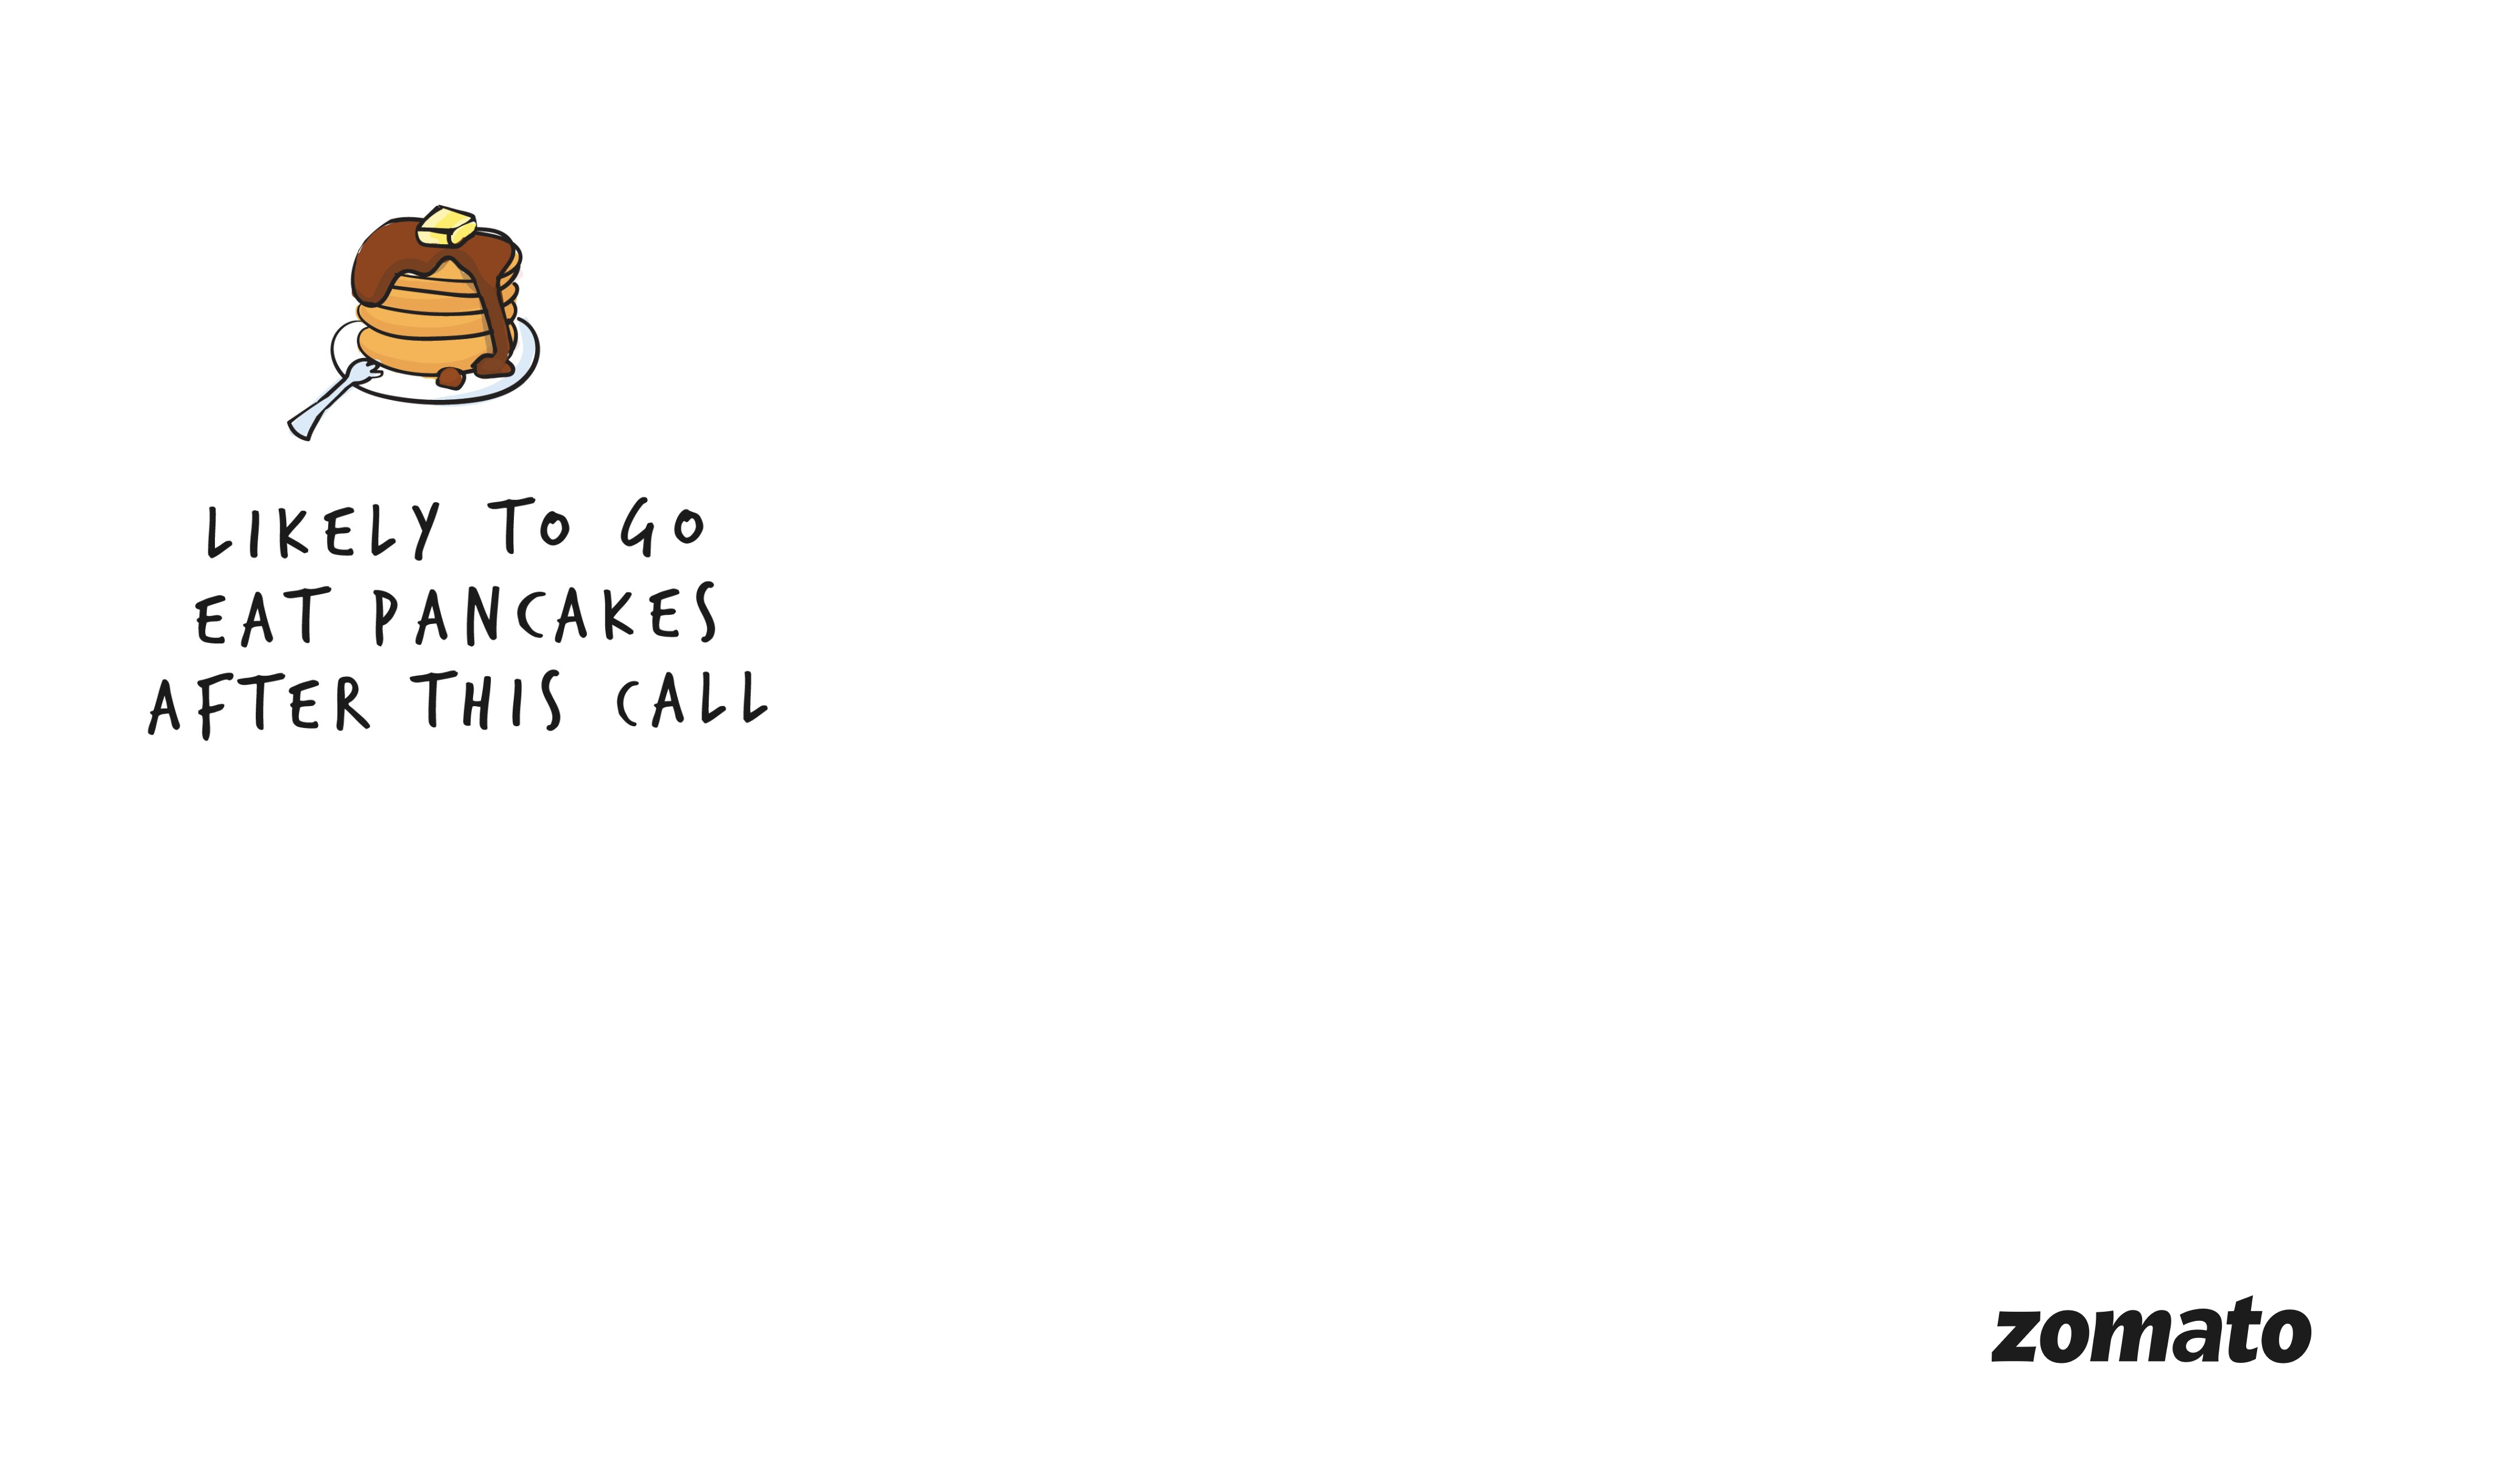 LIKELY TO GO
EAT PANCAKES
AFTER THIS CALL
zomato